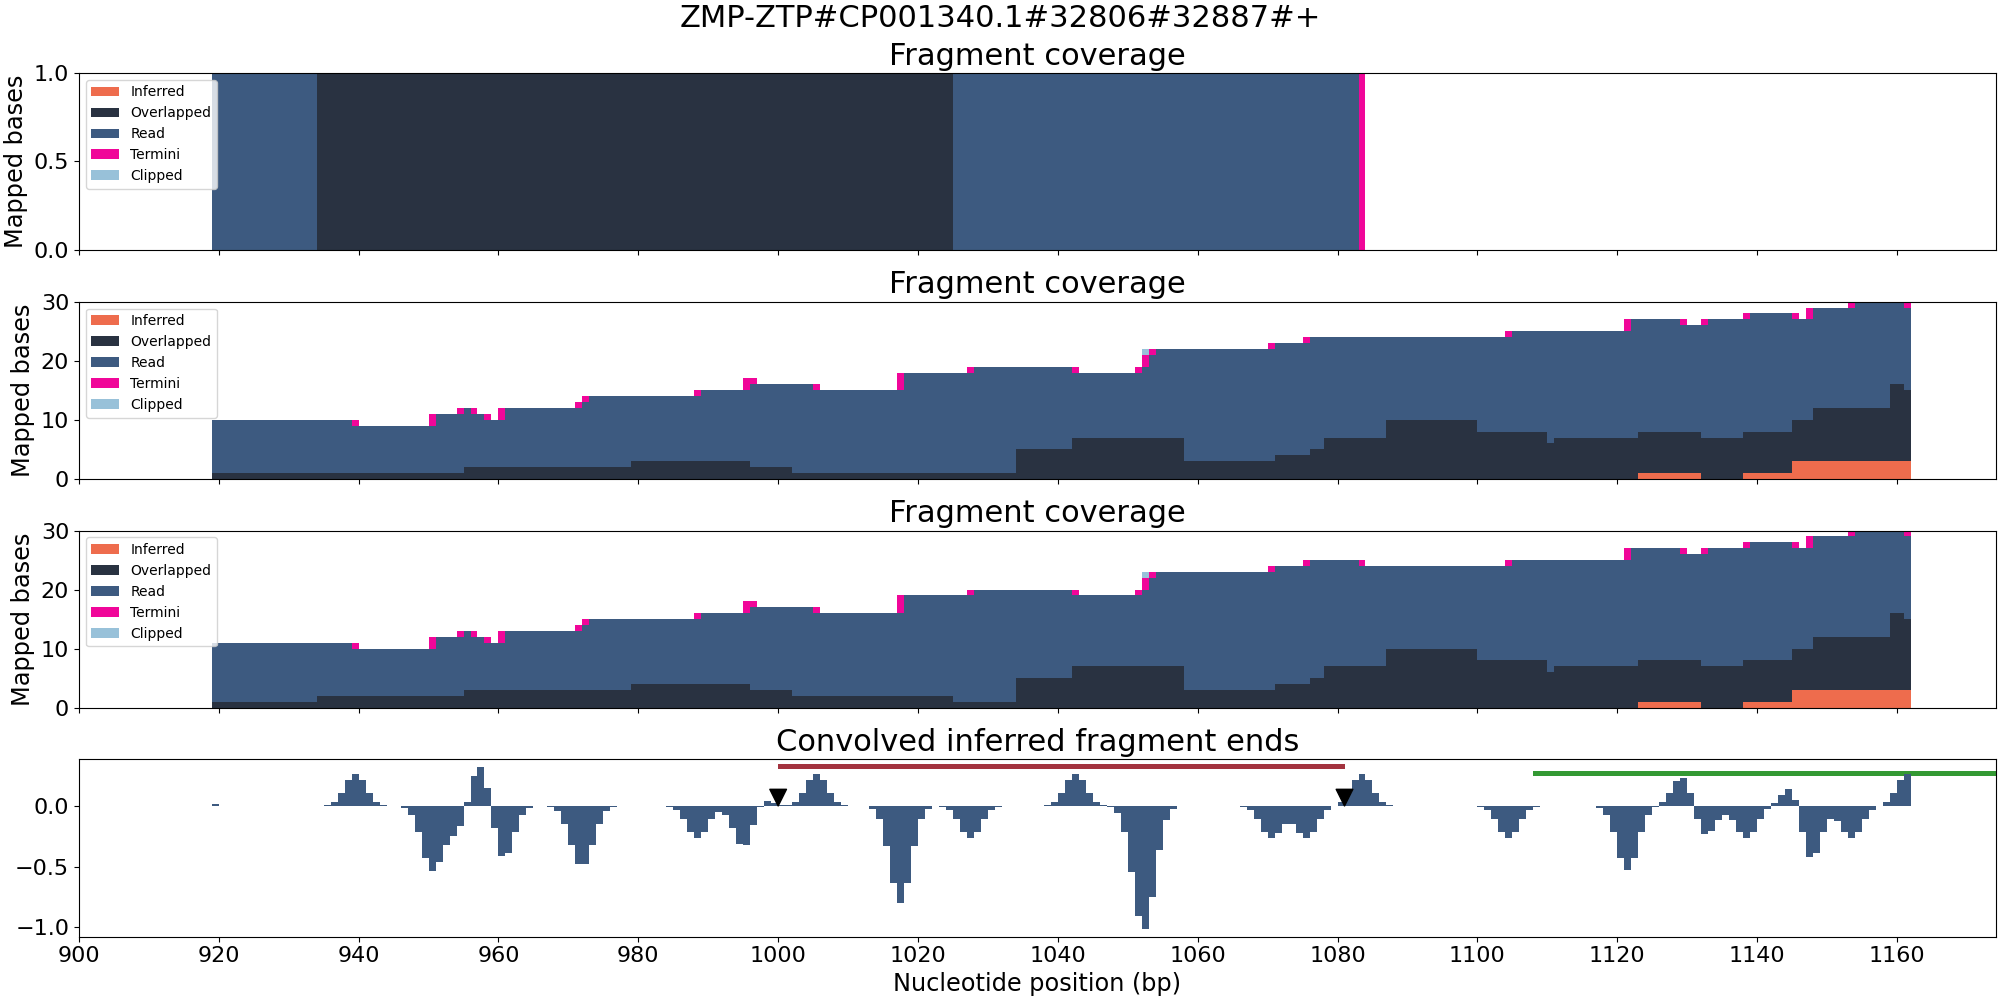 ZMP-ZTP#CP001340.1#32806#32887#+
Fragment coverage
Mapped bases
1.0
0.5
0.0
Inferred
Overlapped
Read
Termini
Clipped
Fragment coverage
Mapped bases
30
20
10
0
Inferred
Overlapped
Read
Termini
Clipped
Fragment coverage
Mapped bases
30
20
10
0
Inferred
Overlapped
Read
Termini
Clipped
Convolved inferred fragment ends
0.0
−0.5
−1.0
900 920 940 960 980 1000 1020 1040 1060 1080 1100 1120 1140 1160
Nucleotide position (bp)